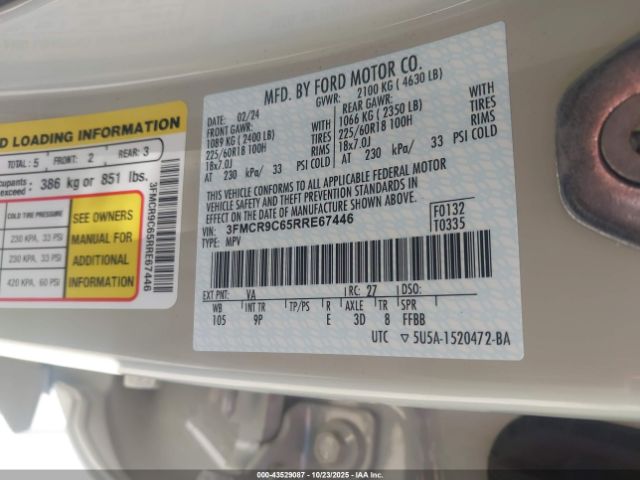 D LOADING INFORMATION
TOTAL: 5 FRONT: 2 REAR: 3
upants
exceed: 386 kg or 851 lbs.
COLD TIRE PRESSURE
230 KPA, 33 PSI
230 KPA, 33 PSI
420 KPA, 60 PSI
SEE OWNERS
MANUAL FOR
ADDITIONAL
INFORMATION
3FMCR9C65RRE67446
MFD. BY FORD MOTOR CO.
DATE: 02/24 GVWR: 2100 KG ( 4630 LB)
FRONT GAWR: REAR GAWR:
1089 KG ( 2400 LB) 1066 KG ( 2350 LB)
225/60R18 100H TIRES 225/60R18 100H TIRES
18x7.0J RIMS 18x7.0J RIMS
AT 230 kPa/ 33 PSI COLD AT 230 kPa/ 33 PSI COLD
THIS VEHICLE CONFORMS TO ALL APPLICABLE FEDERAL MOTOR
VEHICLE SAFETY AND THEFT PREVENTION STANDARDS IN EFFECT ON THE
DATE OF MANUFACTURE SHOWN ABOVE.
VIN: 3FMCR9C65RRE67446
TYPE: MPV
F0132
T0335
EXT PNT: VA RC: 27 DSO:
WB INT TR TP/PS R AXLE TR SPR
105 9P E 3D 8 FFBB
UTC ▽ 5U5A-1520472-BA
000-43529087 - 10/23/2025 - IAAI.COM